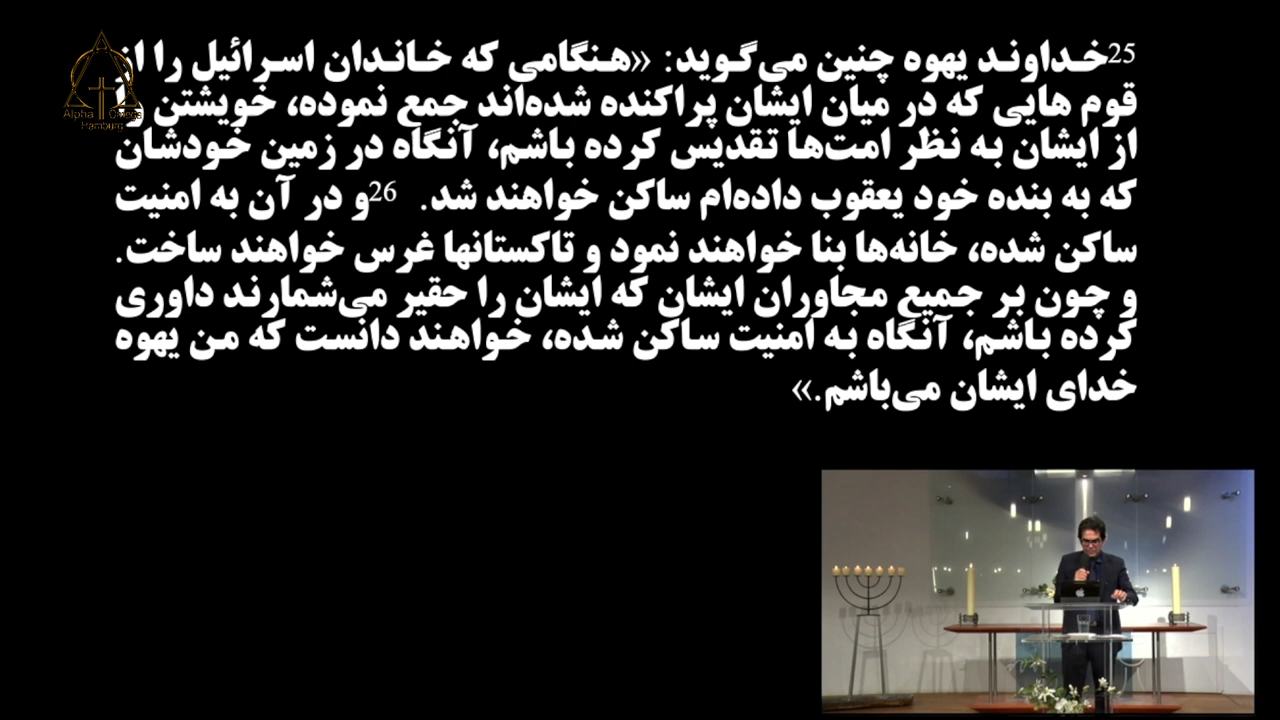 25خداوند یهوه چنین می‌گوید: «هنگامی که خاندان اسرائیل را از
قوم هایی که در میان ایشان پراکنده شده‌اند جمع نموده، خویشتن را
از ایشان به نظر امت‌ها تقدیس کرده باشم، آنگاه در زمین خودشان
که به بنده خود یعقوب داده‌ام ساکن خواهند شد. 26و در آن به امنیت
ساکن شده، خانه‌ها بنا خواهند نمود و تاکستانها غرس خواهند ساخت.
و چون بر جمیع مجاوران ایشان که ایشان را حقیر می‌شمارند داوری
کرده باشم، آنگاه به امنیت ساکن شده، خواهند دانست که من یهوه
خدای ایشان می‌باشم.»
Alpha Omega
Hamburg